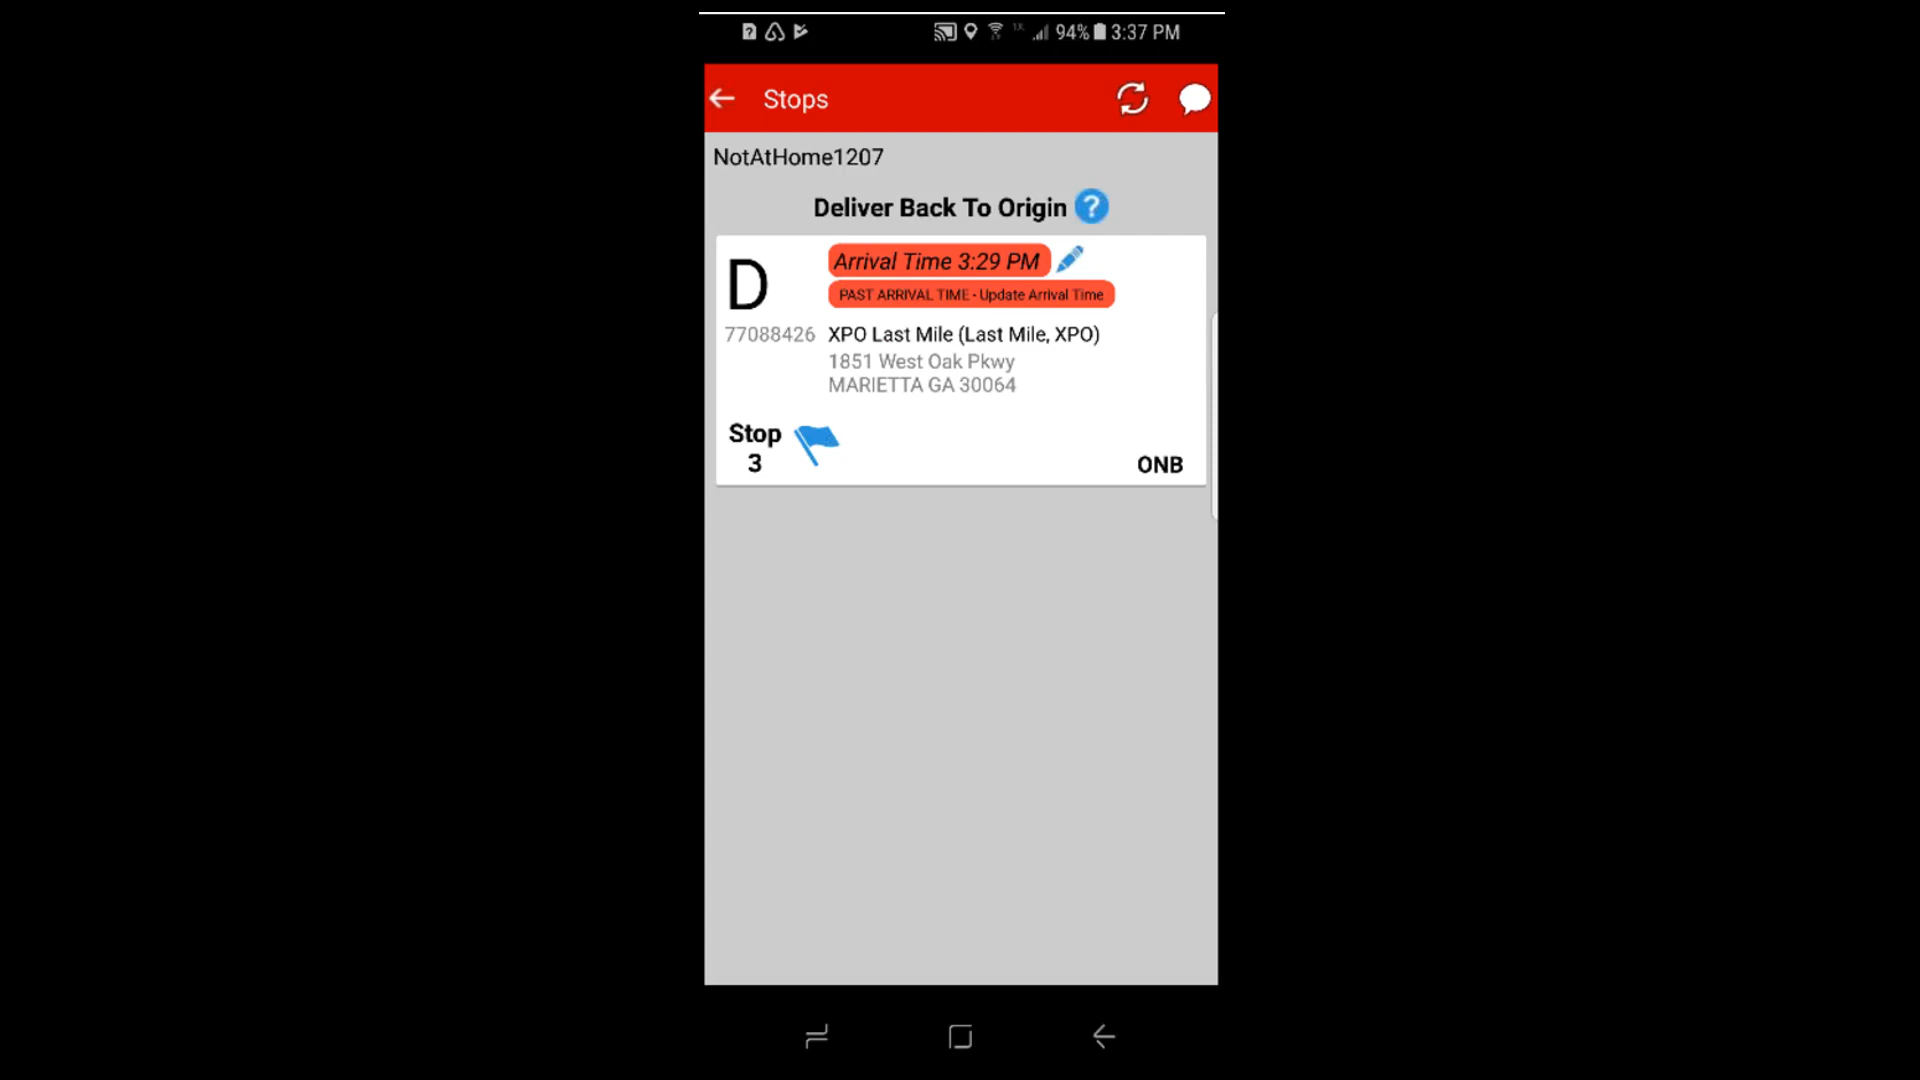 94% 3:37 PM
Stops
NotAtHome1207
Deliver Back To Origin ?
D
Arrival Time 3:29 PM
PAST ARRIVAL TIME - Update Arrival Time
77088426 XPO Last Mile (Last Mile, XPO)
1851 West Oak Pkwy
MARIETTA GA 30064
Stop
3
ONB